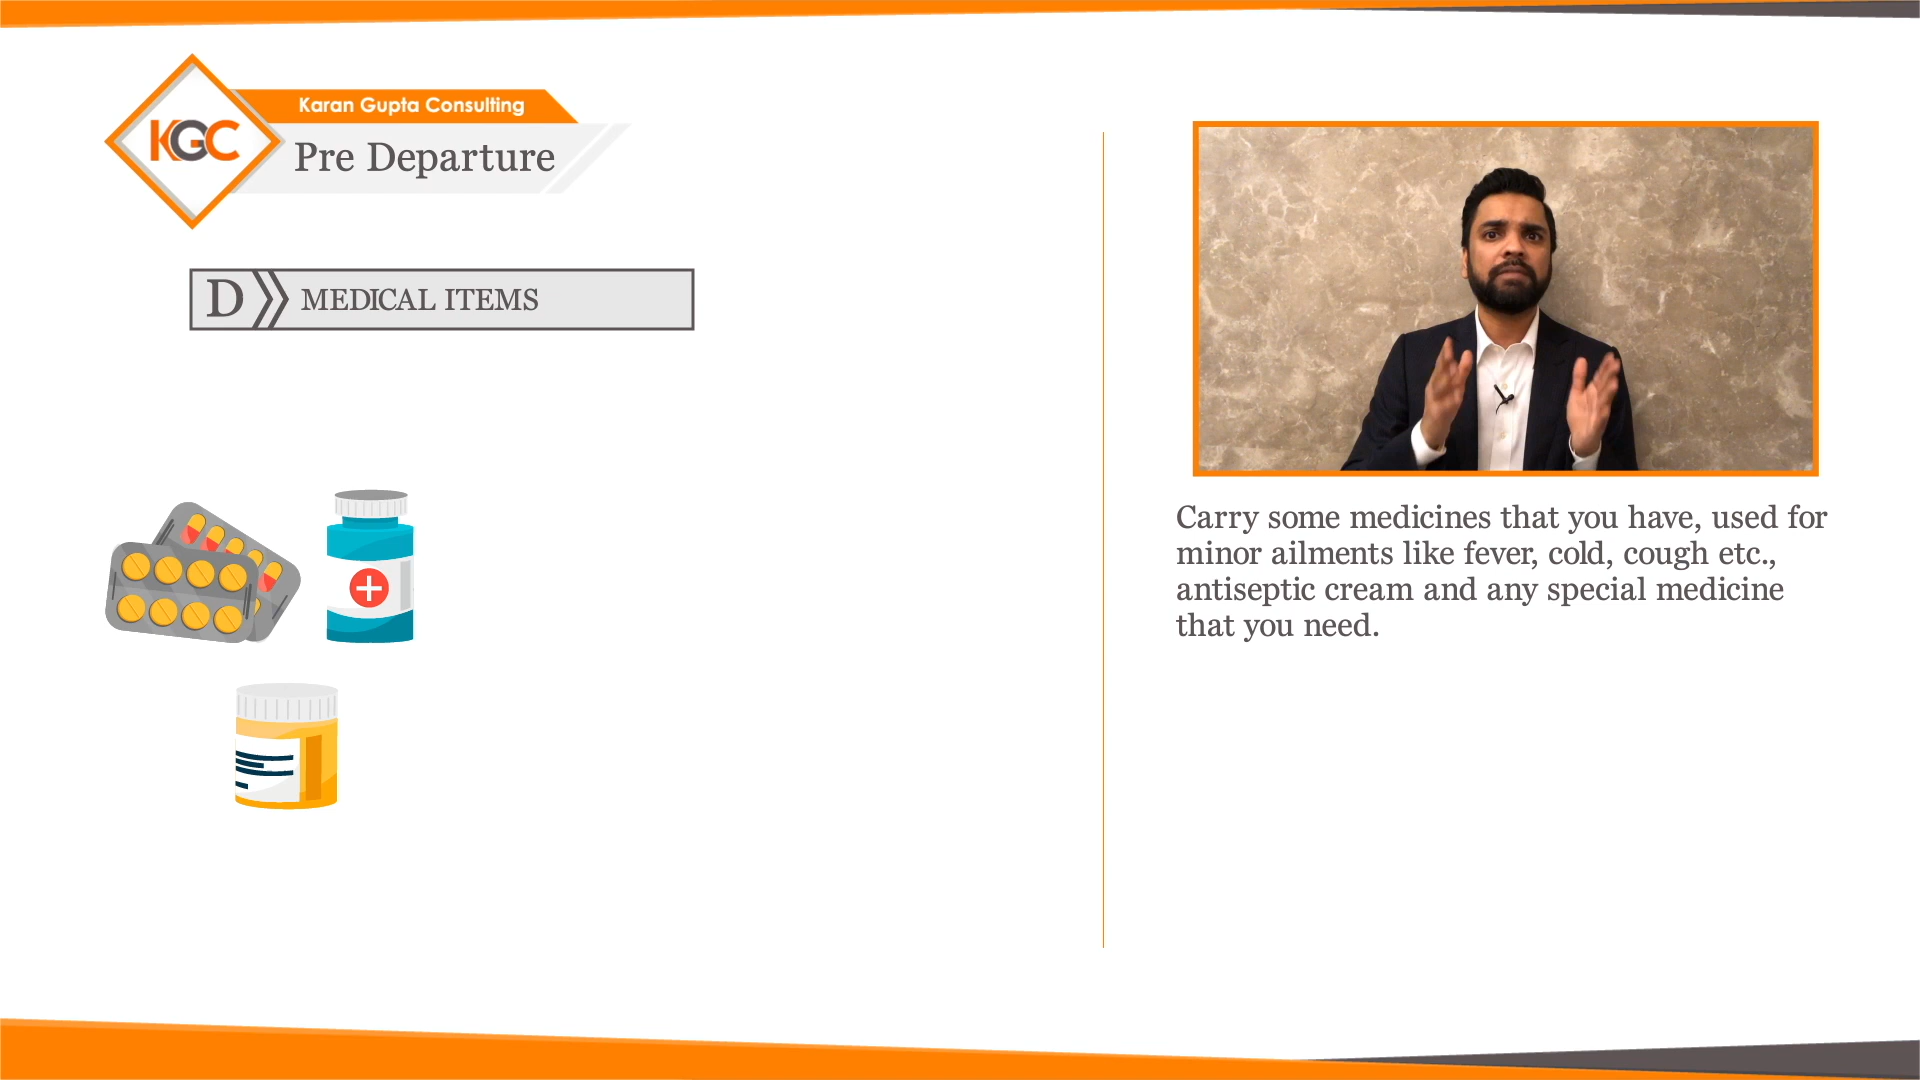 Karan Gupta Consulting
KGC
Pre Departure
D
MEDICAL ITEMS
Carry some medicines that you have, used for
minor ailments like fever, cold, cough etc.,
antiseptic cream and any special medicine
that you need.